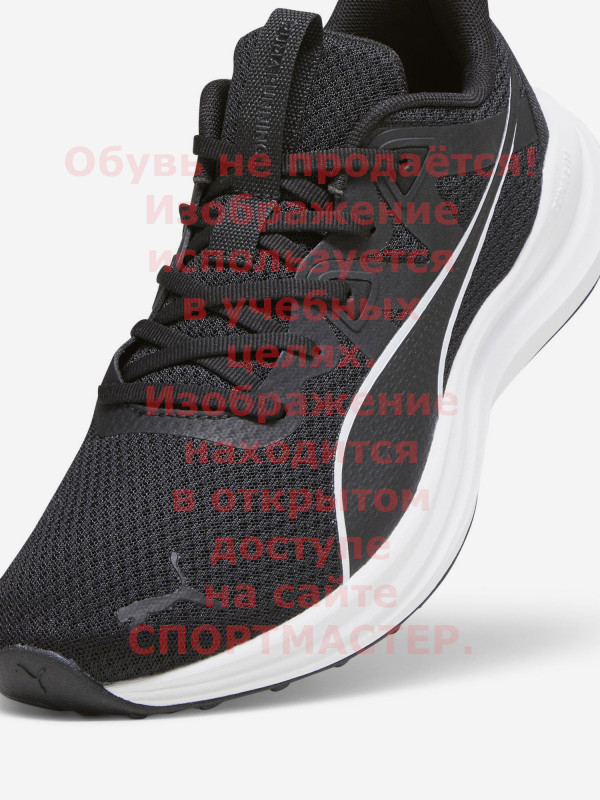 Обувь не продаётся!
Изображение
используется
в учебных
целях.
Изображение
находится
в открытом
доступе
на сайте
СПОРТМАСТЕР.